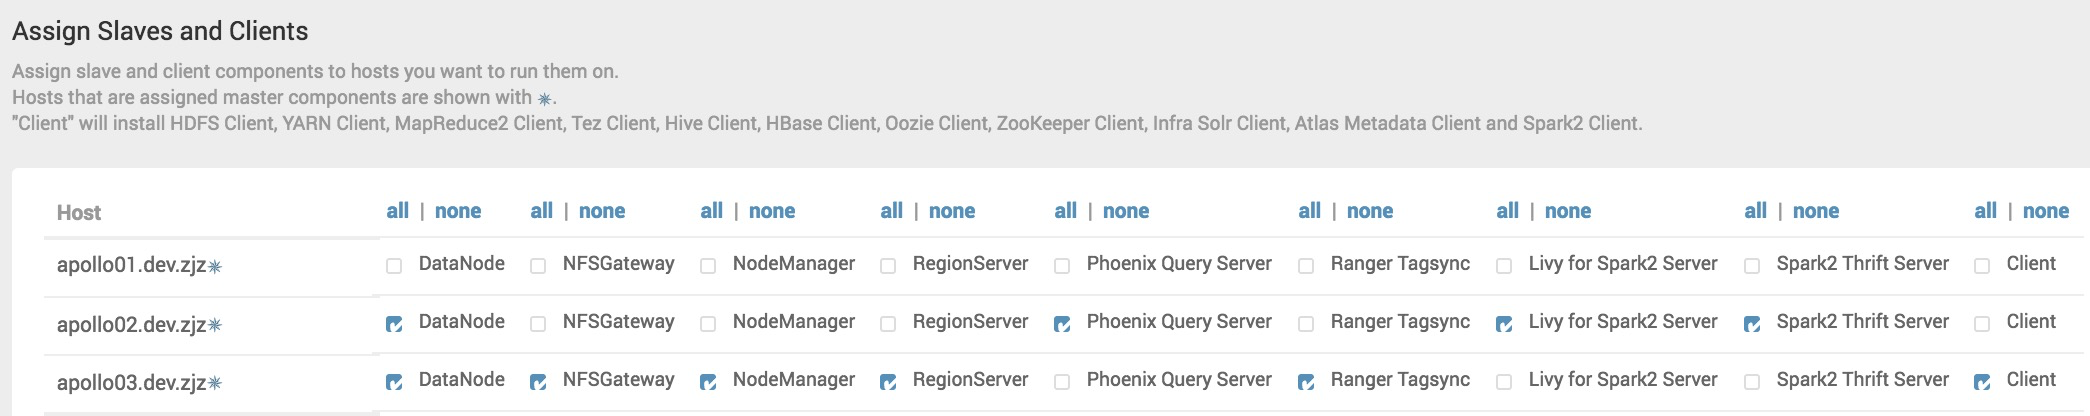 Assign Slaves and Clients
Assign slave and client components to hosts you want to run them on.
Hosts that are assigned master components are shown with ✵.
"Client" will install HDFS Client, YARN Client, MapReduce2 Client, Tez Client, Hive Client, HBase Client, Oozie Client, ZooKeeper Client, Infra Solr Client, Atlas Metadata Client and Spark2 Client.
Host all | none all | none all | none all | none all | none all | none all | none all | none all | none
apollo01.dev.zjz✵ DataNode NFSGateway NodeManager RegionServer Phoenix Query Server Ranger Tagsync Livy for Spark2 Server Spark2 Thrift Server Client
apollo02.dev.zjz✵ DataNode NFSGateway NodeManager RegionServer Phoenix Query Server Ranger Tagsync Livy for Spark2 Server Spark2 Thrift Server Client
apollo03.dev.zjz✵ DataNode NFSGateway NodeManager RegionServer Phoenix Query Server Ranger Tagsync Livy for Spark2 Server Spark2 Thrift Server Client